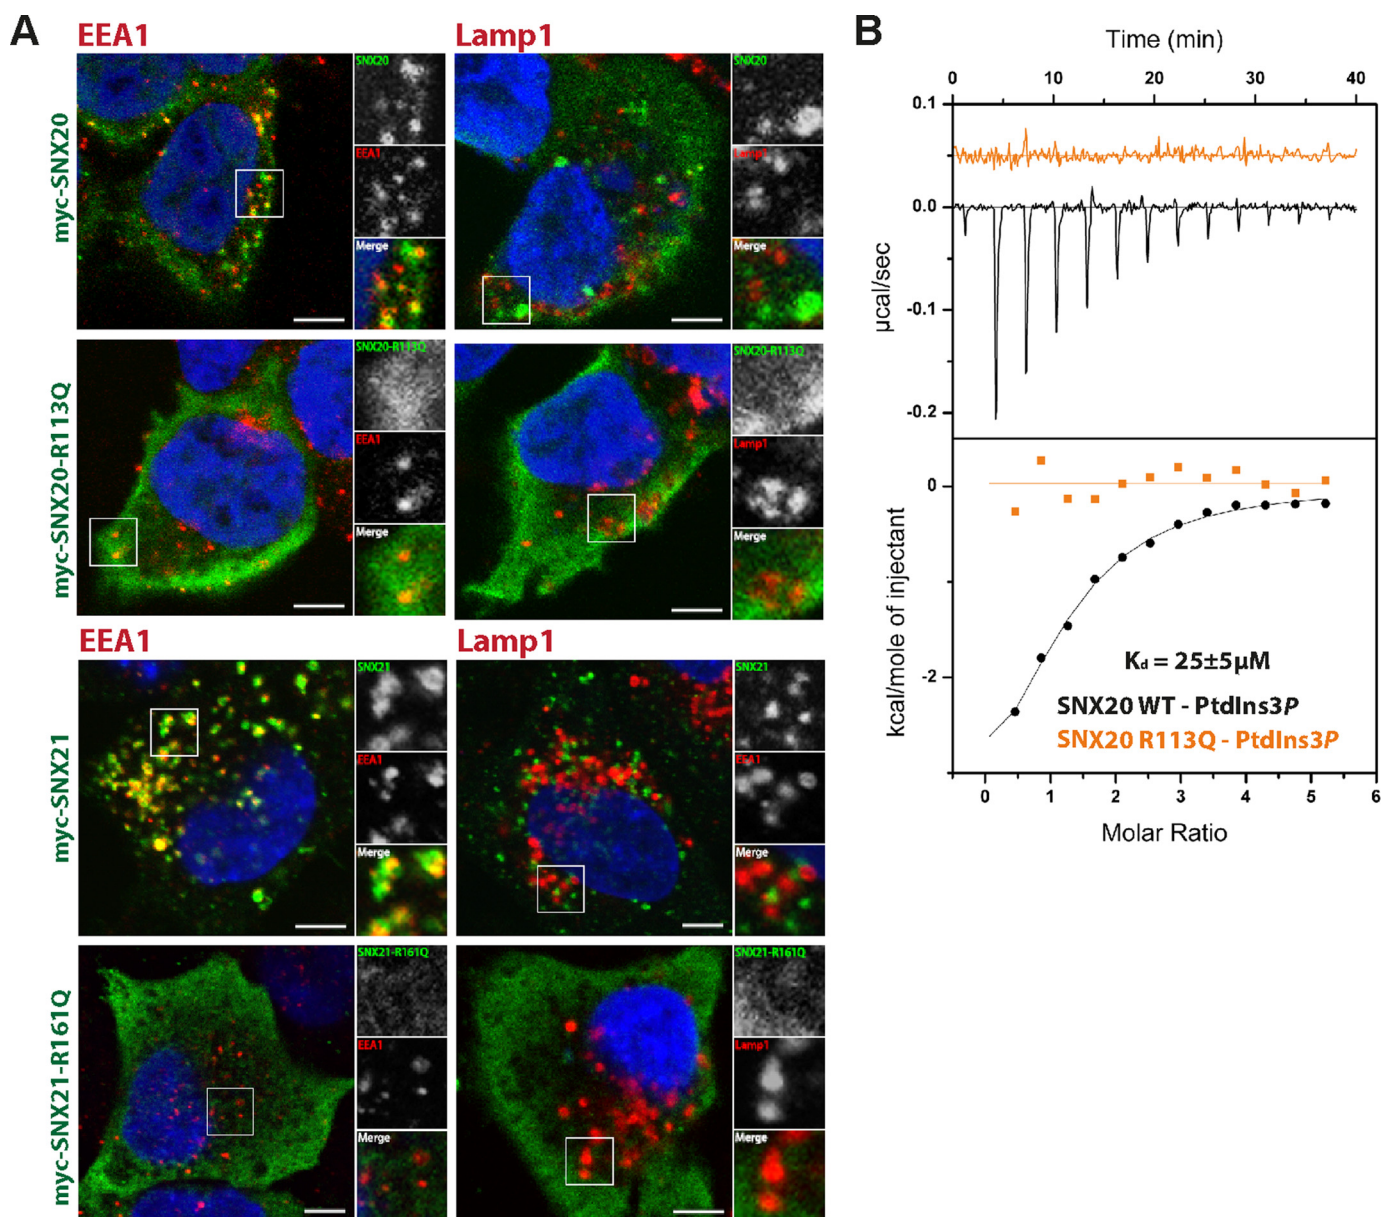 A
EEA1
Lamp1
myc-SNX20
SNX20
EEA1
Merge
SNX20
Lamp1
Merge
myc-SNX20-R113Q
SNX20-R113Q
EEA1
Merge
SNX20-R113Q
Lamp1
Merge
EEA1
Lamp1
myc-SNX21
SNX21
EEA1
Merge
SNX21
EEA1
Merge
myc-SNX21-R161Q
SNX21-R161Q
EEA1
Merge
SNX21-R161Q
Lamp1
Merge
B
Time (min)
0 10 20 30 40
0.1
0.0
-0.1
-0.2
µcal/sec
0
-2
kcal/mole of injectant
Kd = 25±5µM
SNX20 WT - PtdIns3P
SNX20 R113Q - PtdIns3P
0 1 2 3 4 5 6
Molar Ratio